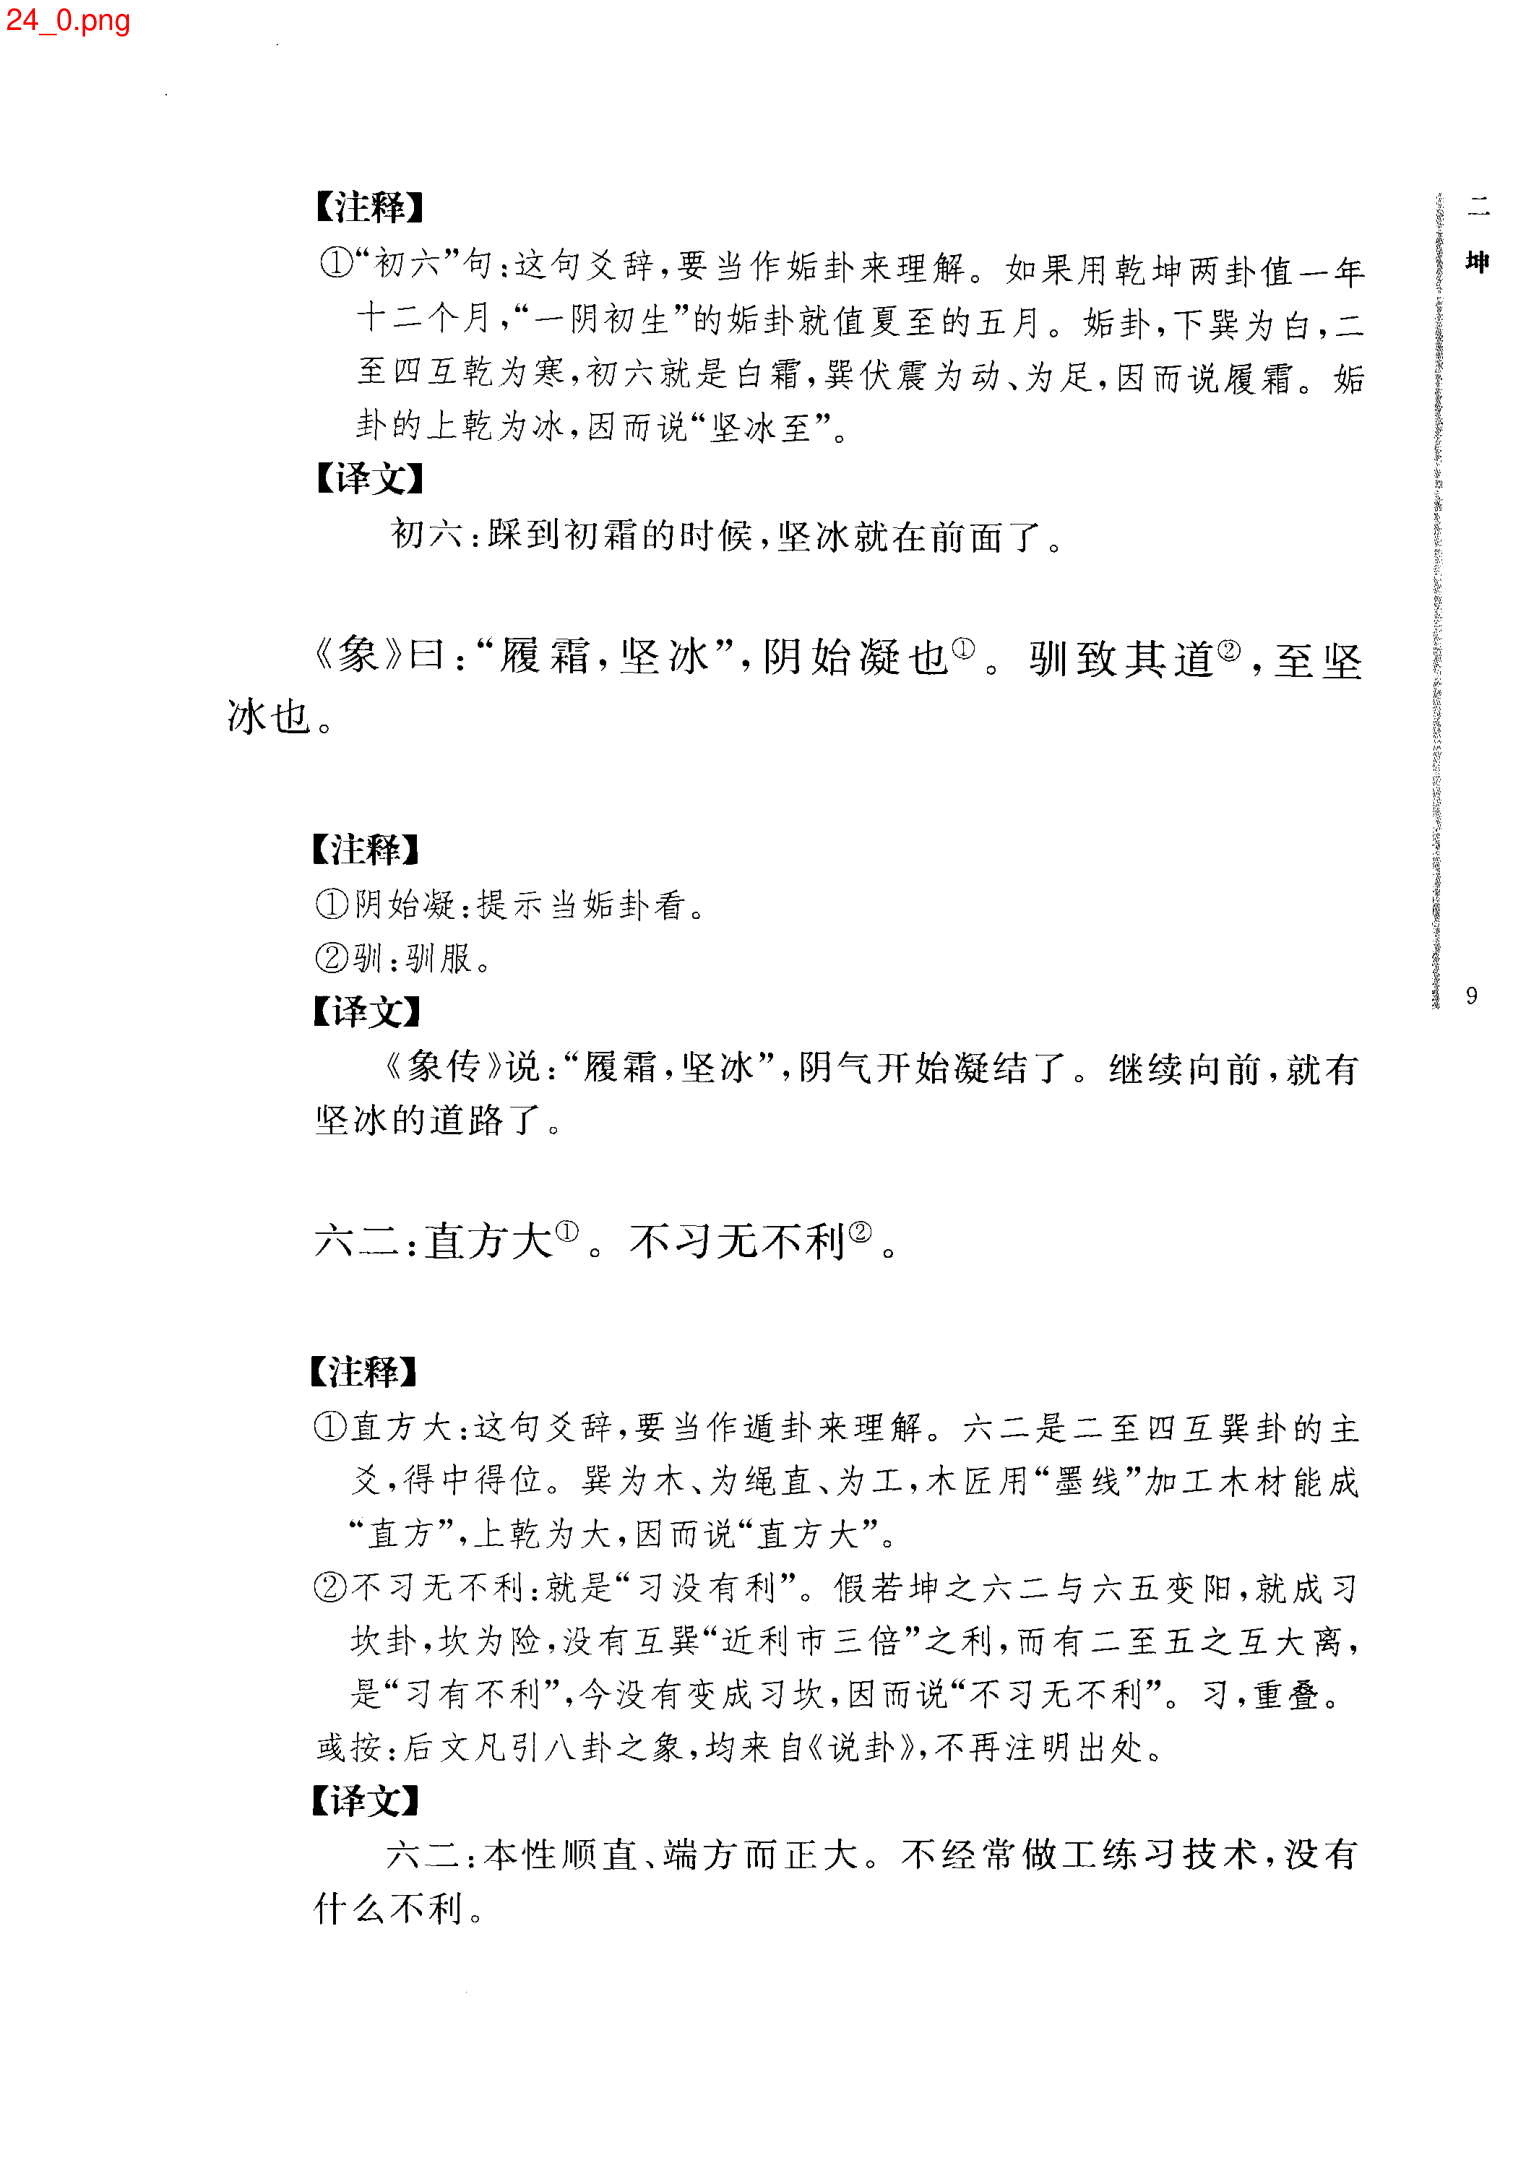 24_0.png
【注释】
①“初六”句:这句爻辞,要当作姤卦来理解。如果用乾坤两卦值一年
十二个月,“一阴初生”的姤卦就值夏至的五月。姤卦,下巽为白,二
至四互乾为寒,初六就是白霜,巽伏震为动、为足,因而说履霜。姤
卦的上乾为冰,因而说“坚冰至”。
【译文】
初六:踩到初霜的时候,坚冰就在前面了。
《象》曰:“履霜,坚冰”,阴始凝也①。驯致其道②,至坚
冰也。
【注释】
①阴始凝:提示当姤卦看。
②驯:驯服。
【译文】
《象传》说:“履霜,坚冰”,阴气开始凝结了。继续向前,就有
坚冰的道路了。
六二:直方大①。不习无不利②。
【注释】
①直方大:这句爻辞,要当作遁卦来理解。六二是二至四互巽卦的主
爻,得中得位。巽为木、为绳直、为工,木匠用“墨线”加工木材能成
“直方”,上乾为大,因而说“直方大”。
②不习无不利:就是“习没有利”。假若坤之六二与六五变阳,就成习
坎卦,坎为险,没有互巽“近利市三倍”之利,而有二至五之互大离,
是“习有不利”,今没有变成习坎,因而说“不习无不利”。习,重叠。
或按:后文凡引八卦之象,均来自《说卦》,不再注明出处。
【译文】
六二:本性顺直、端方而正大。不经常做工练习技术,没有
什么不利。
二
坤
9